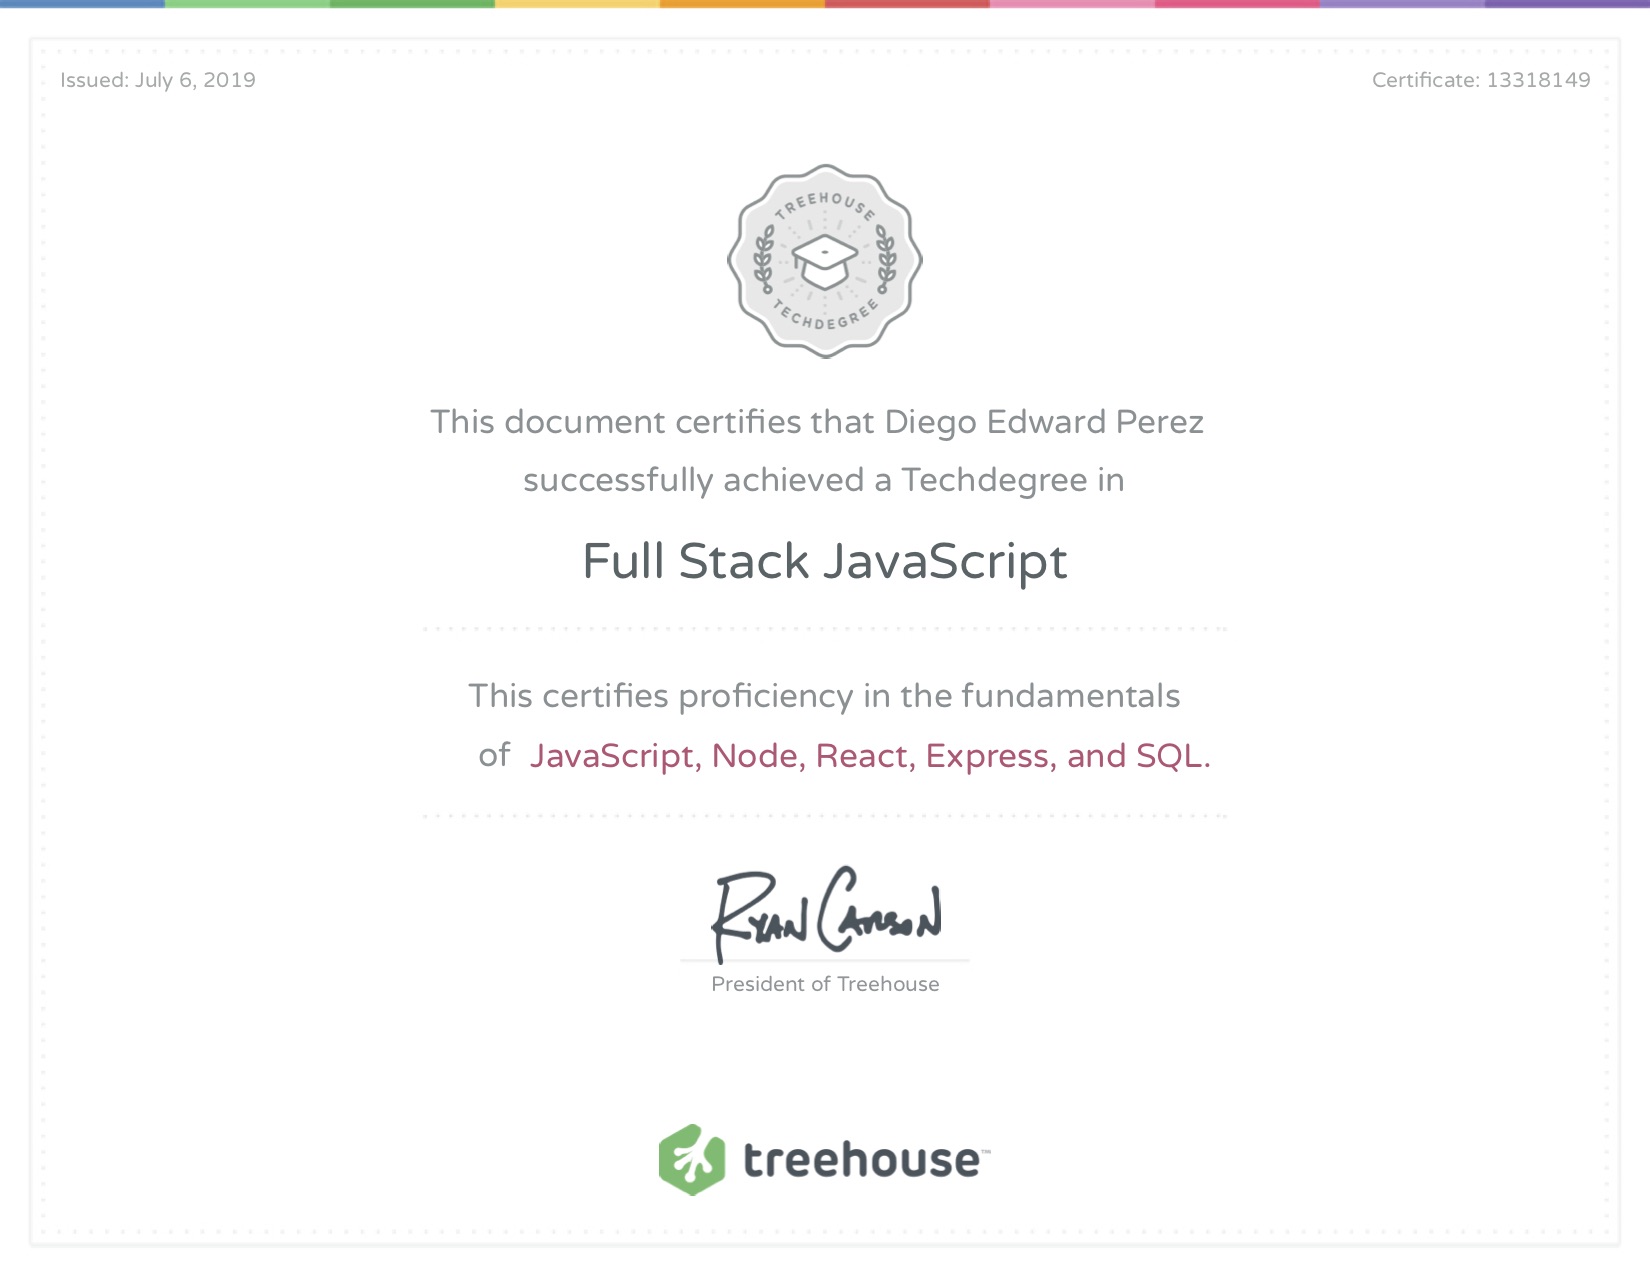 Issued: July 6, 2019
Certificate: 13318149
TREEHOUSE
TECHDEGREE
This document certifies that Diego Edward Perez
successfully achieved a Techdegree in
Full Stack JavaScript
This certifies proficiency in the fundamentals
of JavaScript, Node, React, Express, and SQL.
Ryan Carson
President of Treehouse
treehouse™